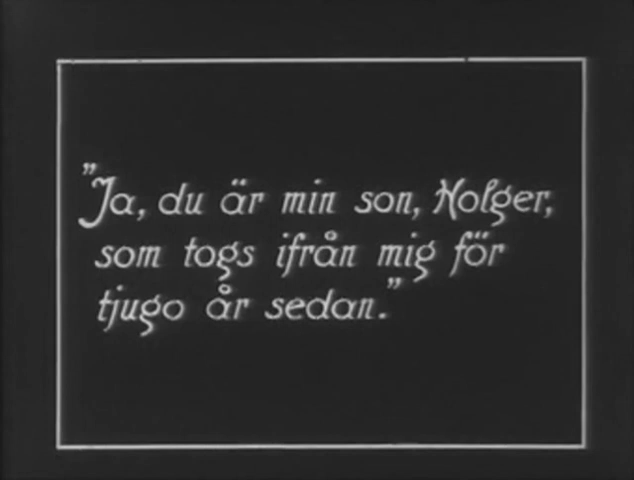 "Ja, du är min son, Holger,
som togs ifrån mig för
tjugo år sedan."